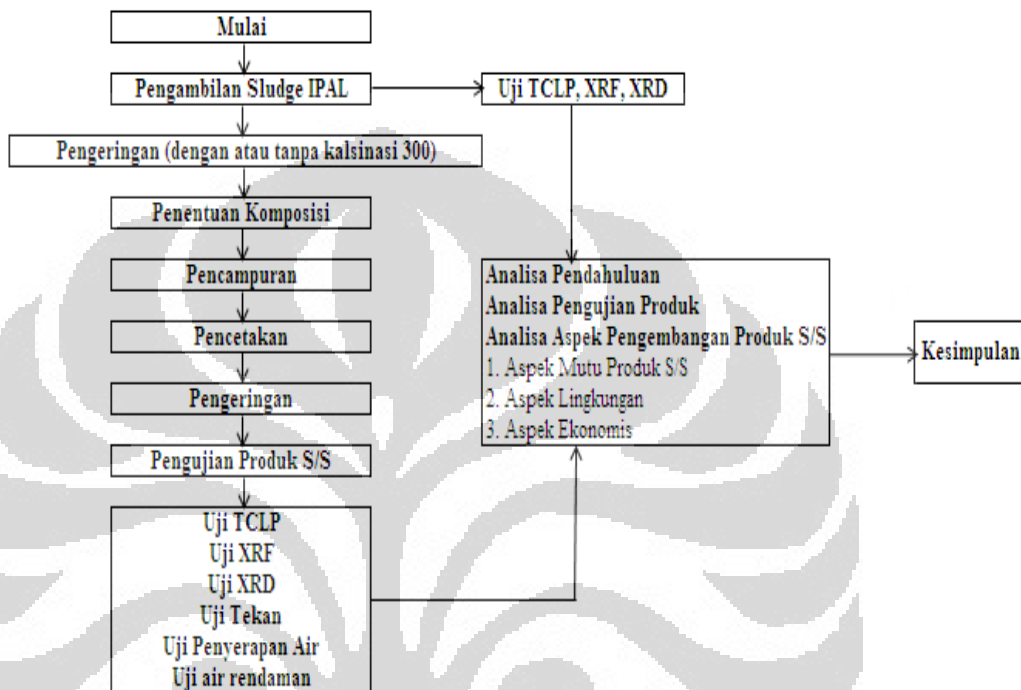 Mulai
Pengambilan Sludge IPAL
Uji TCLP, XRF, XRD
Pengeringan (dengan atau tanpa kalsinasi 300)
Penentuan Komposisi
Pencampuran
Pencetakan
Pengeringan
Pengujian Produk S/S
Uji TCLP
Uji XRF
Uji XRD
Uji Tekan
Uji Penyerapan Air
Uji air rendaman
Analisa Pendahuluan
Analisa Pengujian Produk
Analisa Aspek Pengembangan Produk S/S
1. Aspek Mutu Produk S/S
2. Aspek Lingkungan
3. Aspek Ekonomis
Kesimpulan